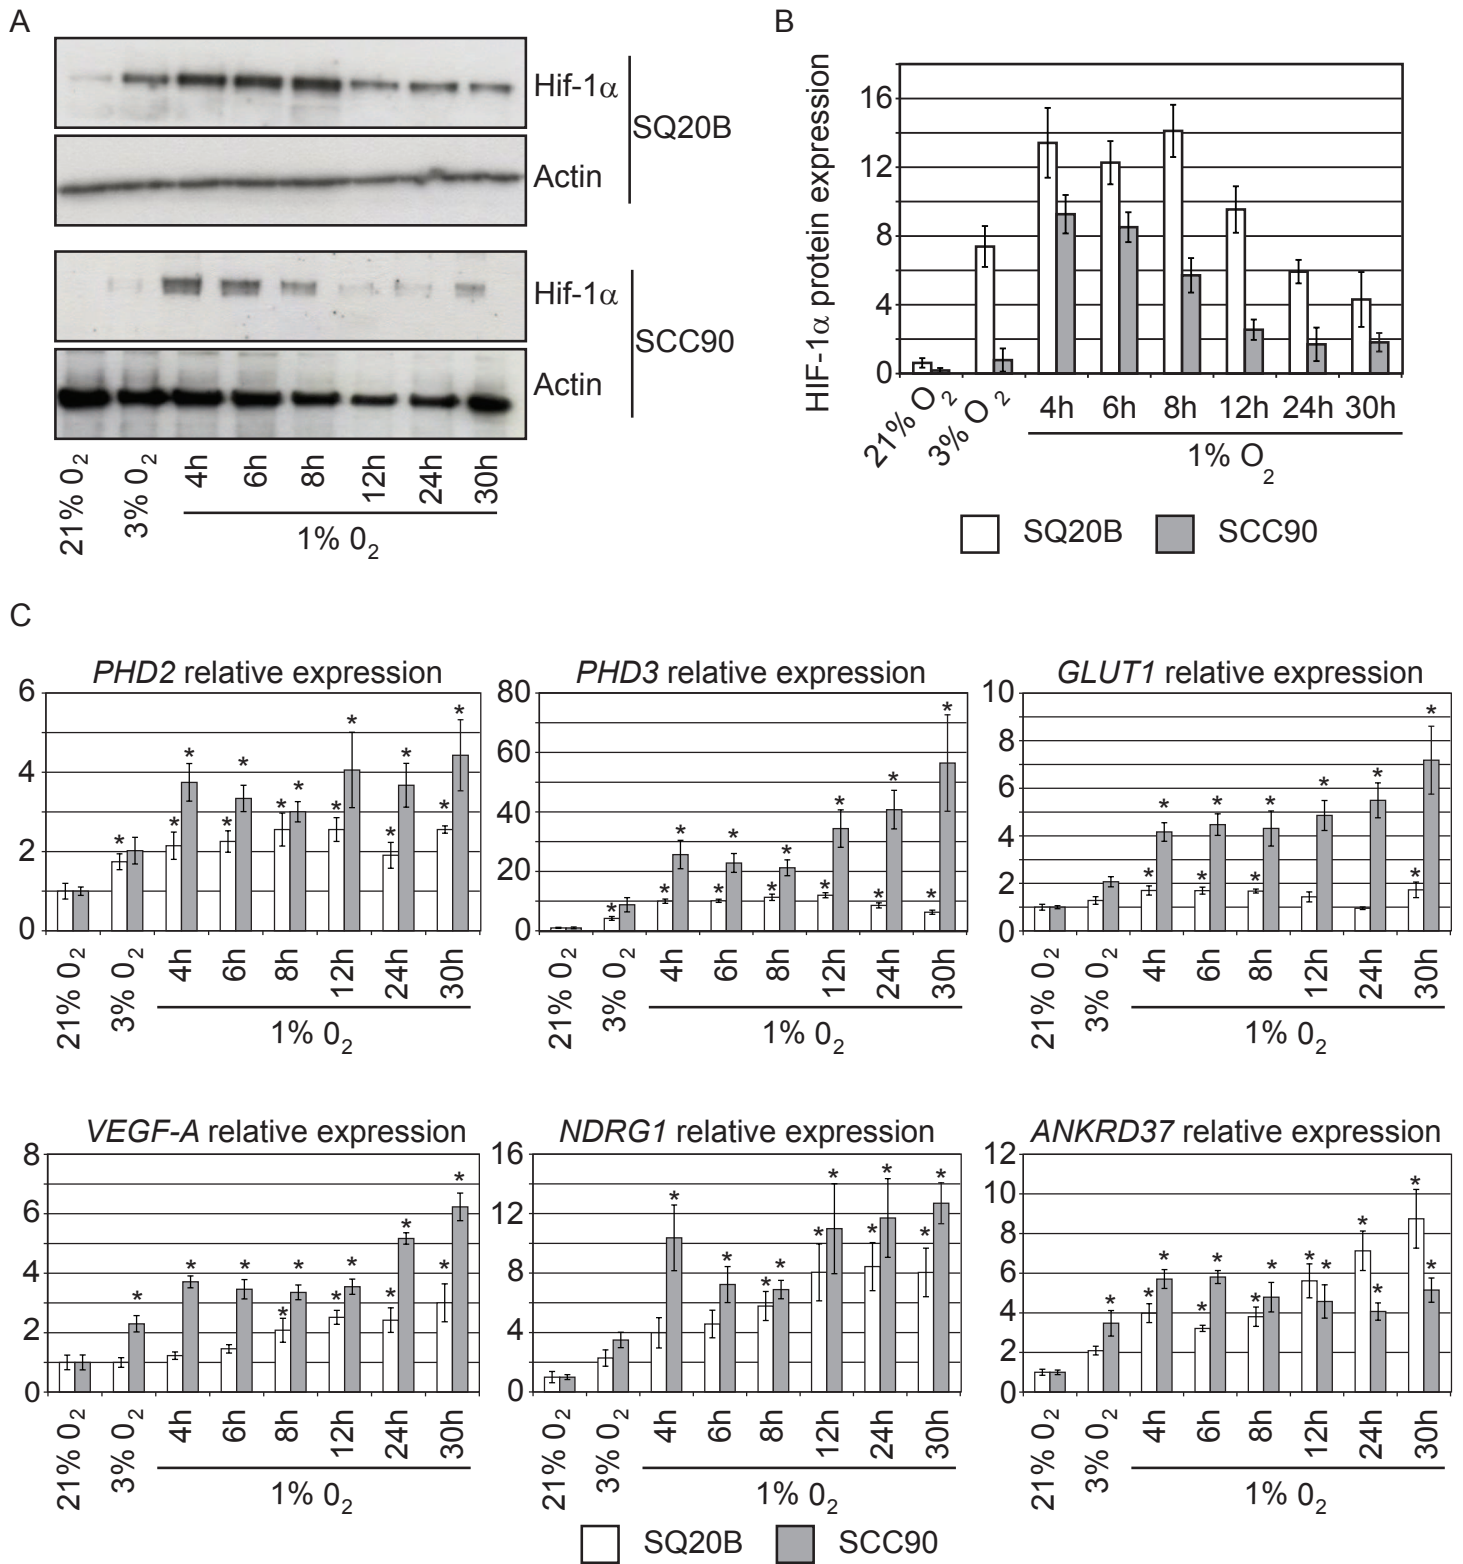 A
Hif-1α
SQ20B
Actin
Hif-1α
SCC90
Actin
21% 02
3% 02
4h
6h
8h
12h
24h
30h
1% 02
B
HIF-1α protein expression
16
12
8
4
0
21% O2
3% O2
4h 6h 8h 12h 24h 30h
1% O2
SQ20B SCC90
C
PHD2 relative expression
6
4
2
0
* * * * * * * * * * * * *
21% 02
3% 02
4h
6h
8h
12h
24h
30h
1% 02
PHD3 relative expression
80
60
40
20
0
* * * * * * * * * * * * *
21% 02
3% 02
4h
6h
8h
12h
24h
30h
1% 02
GLUT1 relative expression
10
8
6
4
2
0
* * * * * * * * * *
21% 02
3% 02
4h
6h
8h
12h
24h
30h
1% 02
VEGF-A relative expression
8
6
4
2
0
* * * * * * * * * * *
21% 02
3% 02
4h
6h
8h
12h
24h
30h
1% 02
NDRG1 relative expression
16
12
8
4
0
* * * * * * * * * *
21% 02
3% 02
4h
6h
8h
12h
24h
30h
1% 02
ANKRD37 relative expression
12
10
8
6
4
2
0
* * * * * * * * * * * * *
21% 02
3% 02
4h
6h
8h
12h
24h
30h
1% 02
SQ20B SCC90